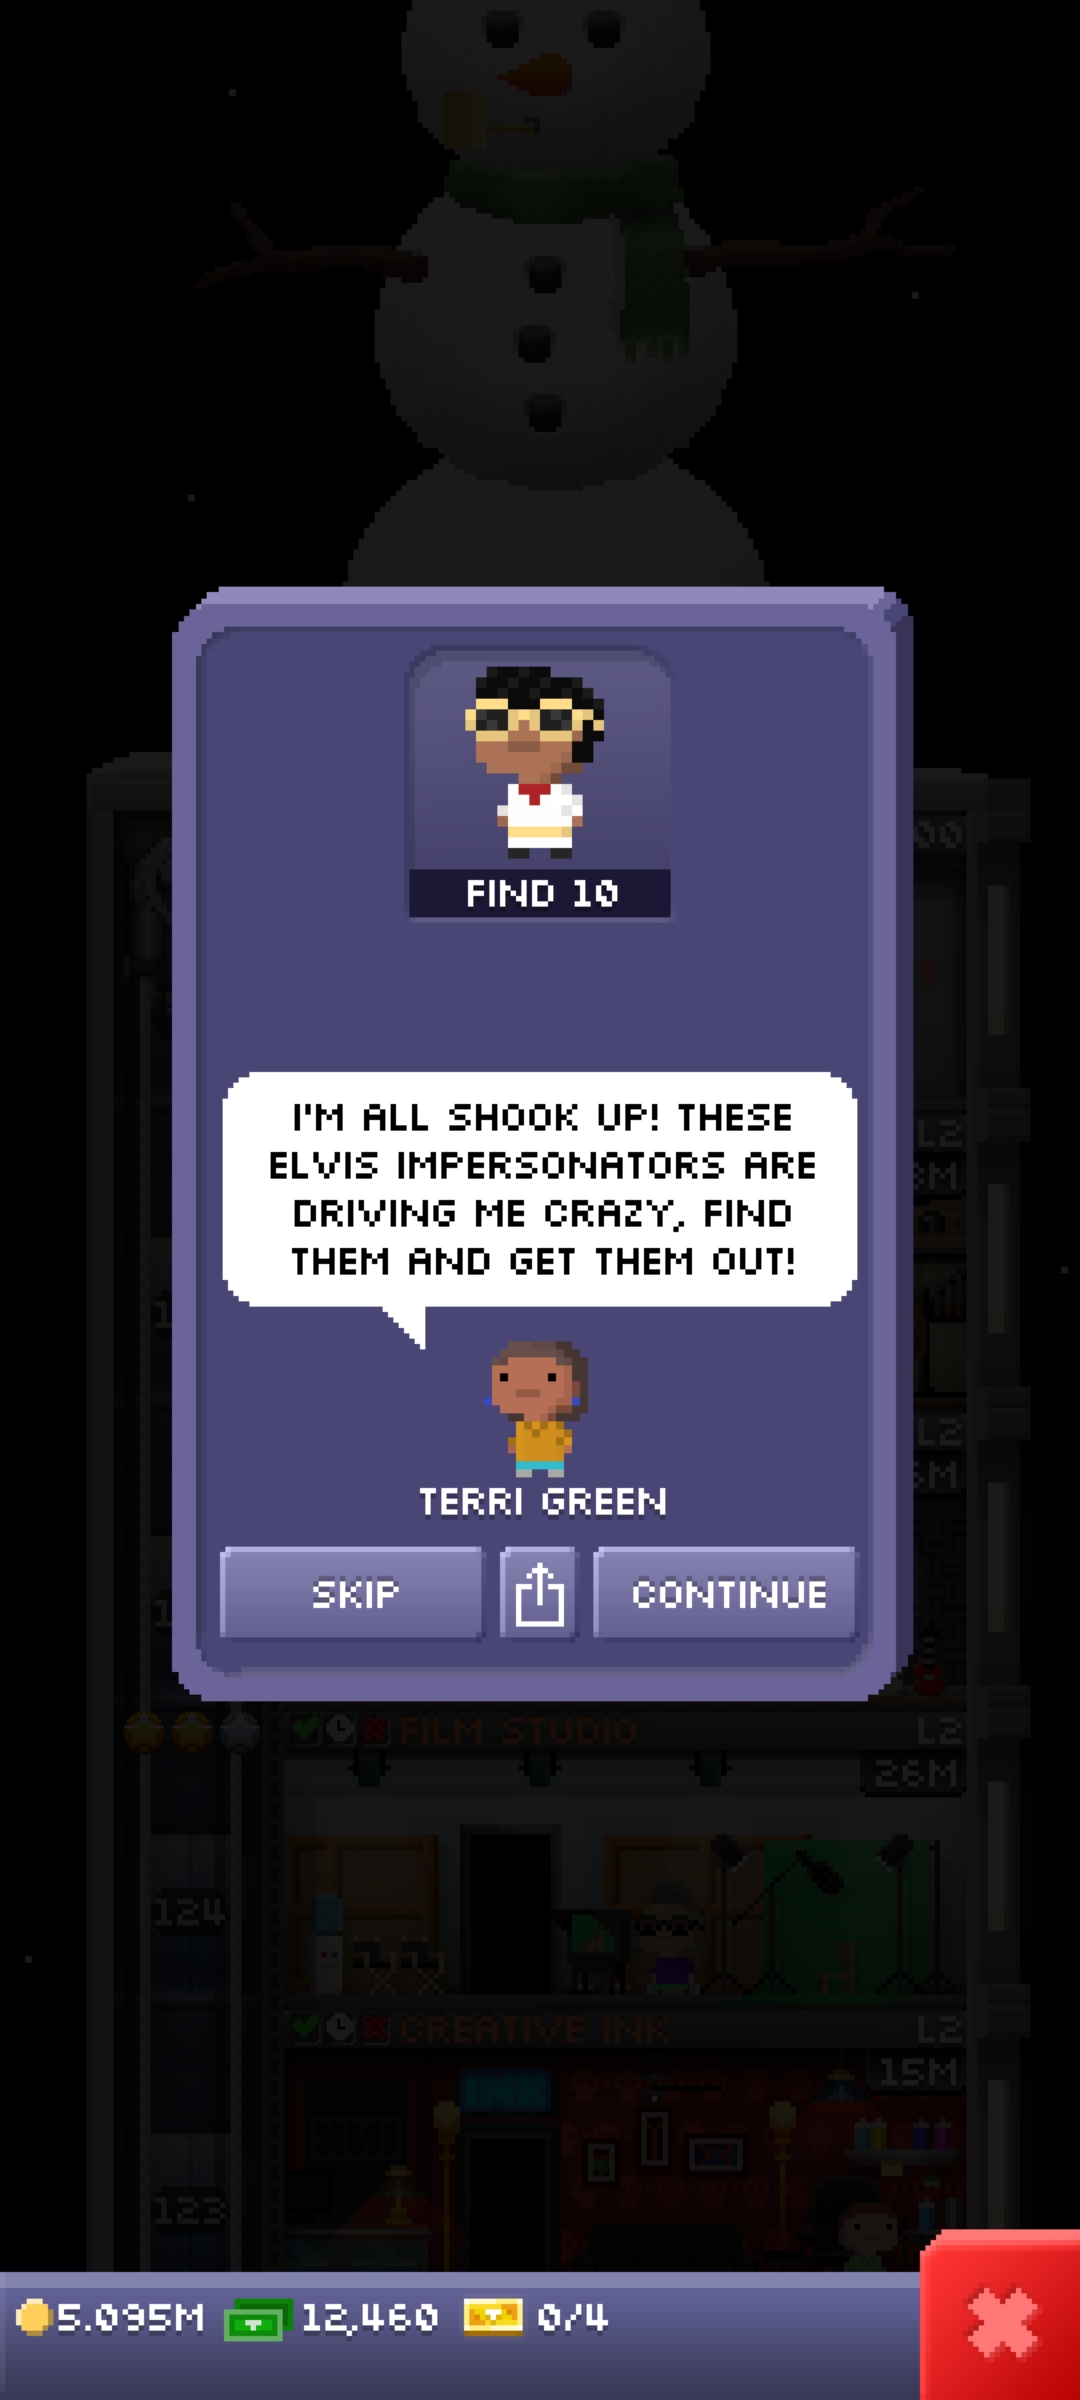 FIND 10
I'M ALL SHOOK UP! THESE
ELVIS IMPERSONATORS ARE
DRIVING ME CRAZY, FIND
THEM AND GET THEM OUT!
TERRI GREEN
SKIP
CONTINUE
FILM STUDIO L2
26M
124
CREATIVE INK L2
15M
INK
123
5.095M 12,460 0/4